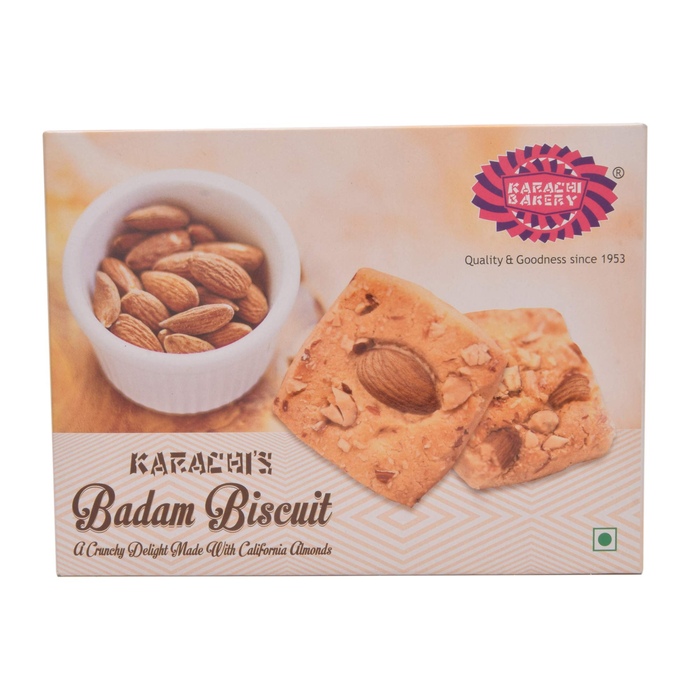 KARACHI
BAKERY
®
Quality & Goodness since 1953
KARACHI'S
Badam Biscuit
A Crunchy Delight Made With California Almonds